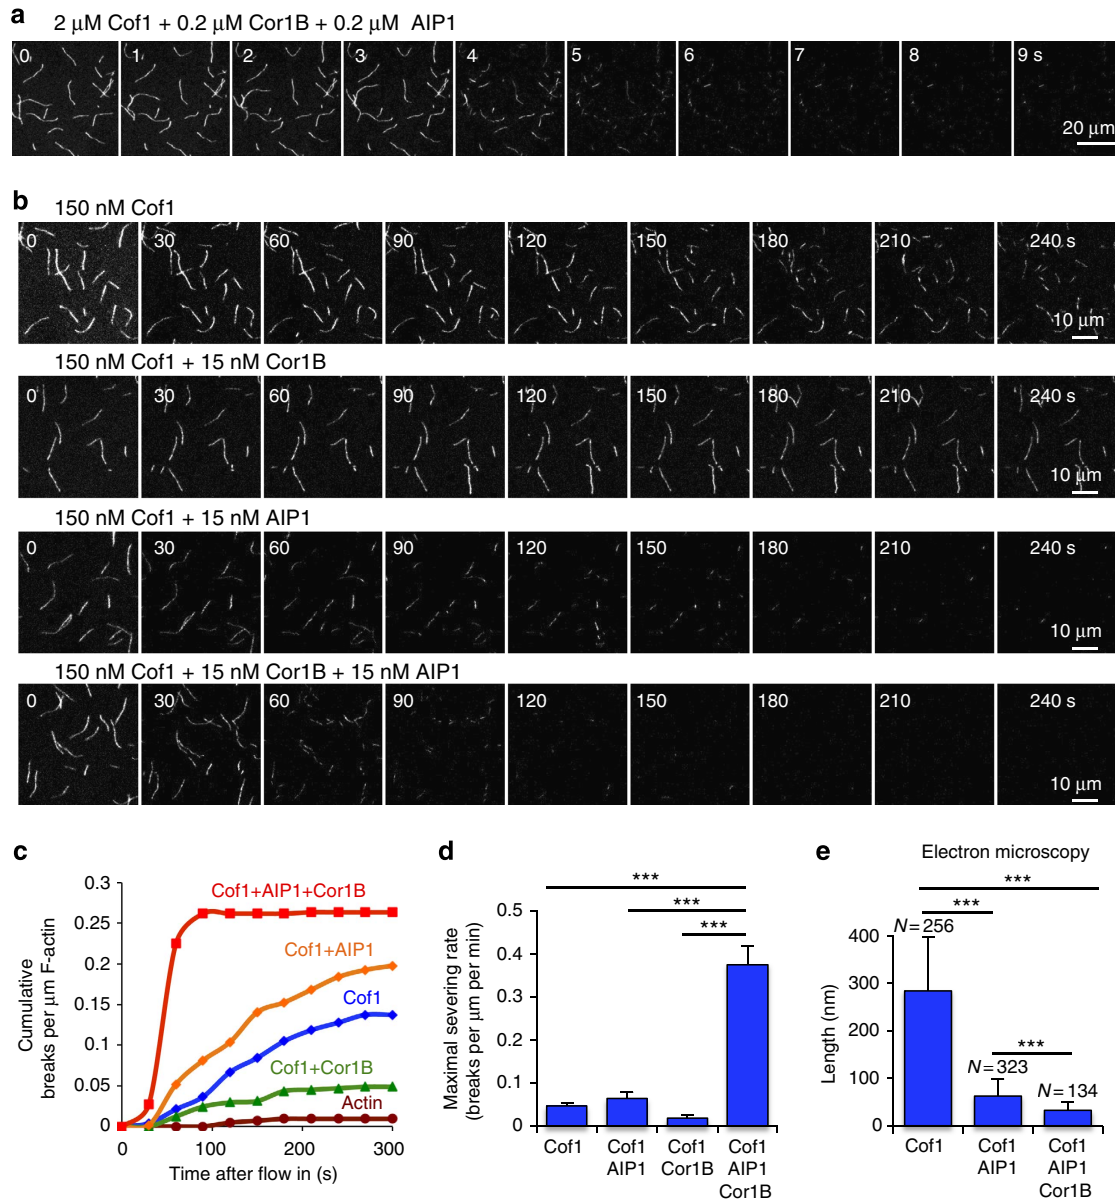 a
2 μM Cof1 + 0.2 μM Cor1B + 0.2 μM AIP1
0 1 2 3 4 5 6 7 8 9 s
20 μm
b
150 nM Cof1
0 30 60 90 120 150 180 210 240 s
10 μm
150 nM Cof1 + 15 nM Cor1B
0 30 60 90 120 150 180 210 240 s
10 μm
150 nM Cof1 + 15 nM AIP1
0 30 60 90 120 150 180 210 240 s
10 μm
150 nM Cof1 + 15 nM Cor1B + 15 nM AIP1
0 30 60 90 120 150 180 210 240 s
10 μm
c
Cumulative
breaks per μm F-actin
0.3
0.25
0.2
0.15
0.1
0.05
0
Cof1+AIP1+Cor1B
Cof1+AIP1
Cof1
Cof1+Cor1B
Actin
0 100 200 300
Time after flow in (s)
d
Maximal severing rate
(breaks per μm per min)
***
***
***
0.5
0.4
0.3
0.2
0.1
0
Cof1
Cof1
AIP1
Cof1
Cor1B
Cof1
AIP1
Cor1B
e
Electron microscopy
***
***
***
Length (nm)
400
300
200
100
0
N=256
N=323
N=134
Cof1
Cof1
AIP1
Cof1
AIP1
Cor1B